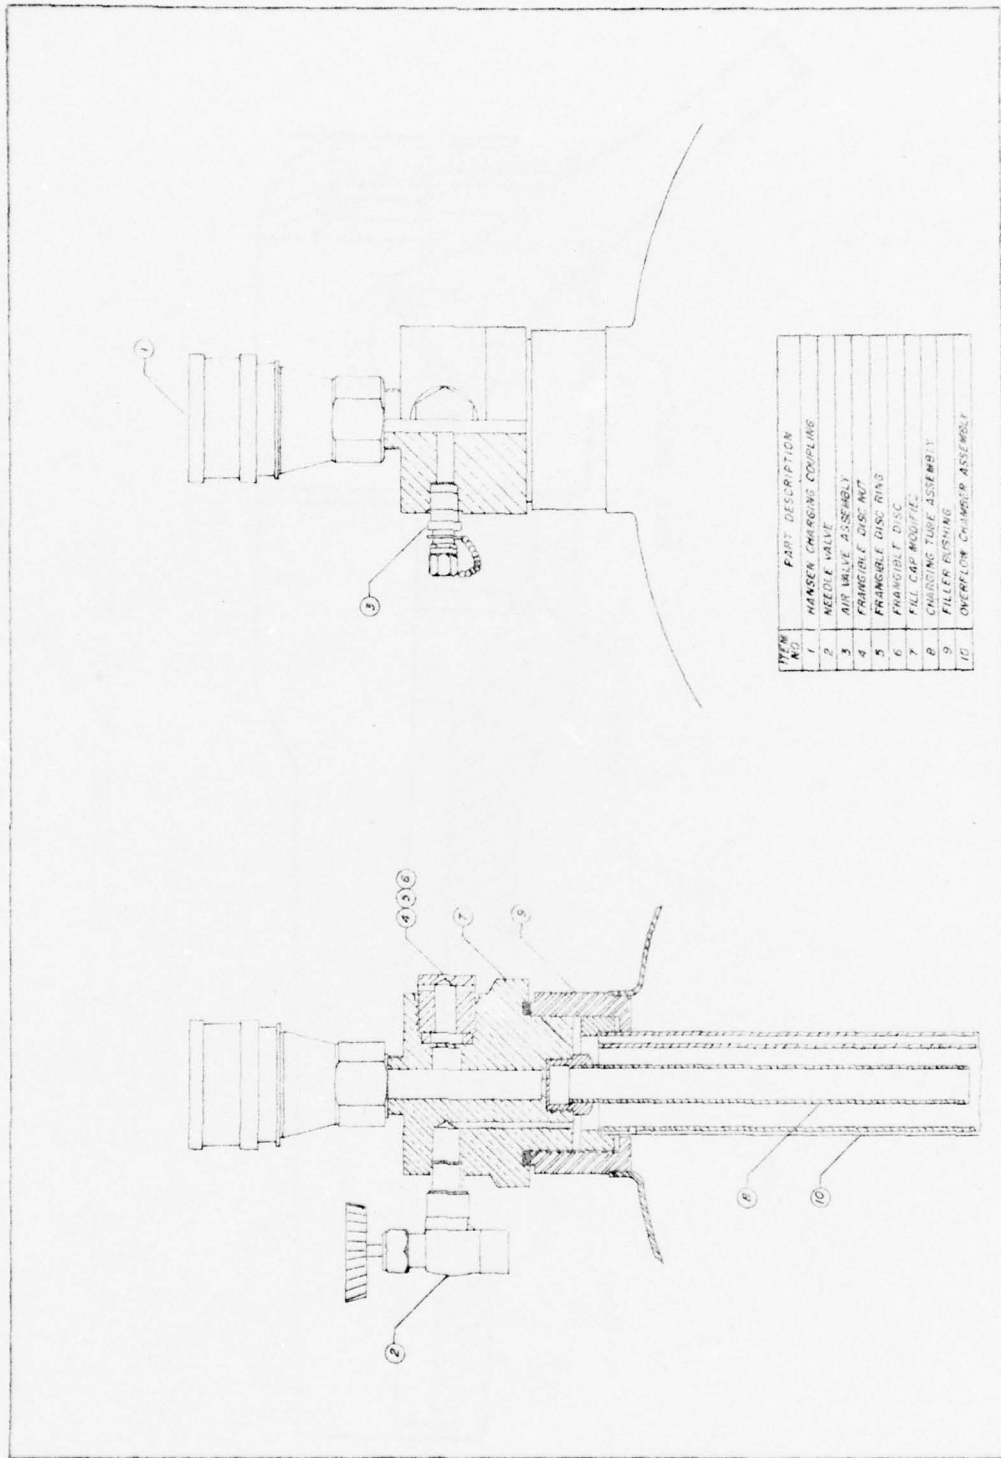 1
3
2
4 5 6
7
9
8
10
ITEM NO PART DESCRIPTION
1 HANSEN CHARGING COUPLING
2 NEEDLE VALVE
3 AIR VALVE ASSEMBLY
4 FRANGIBLE DISC NUT
5 FRANGIBLE DISC RING
6 FRANGIBLE DISC
7 FILL CAP MODIFIED
8 CHARGING TUBE ASSEMBLY
9 FILLER BUSHING
10 OVERFLOW CHAMBER ASSEMBLY